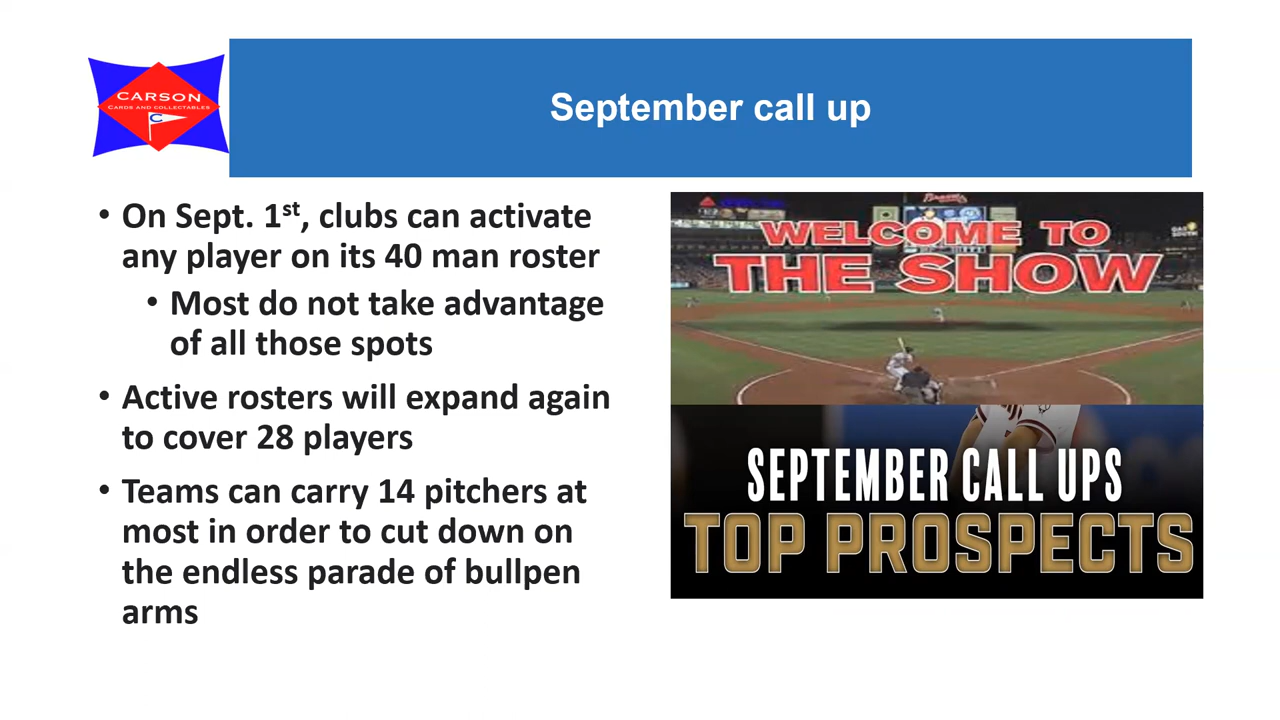 CARSON
CARDS AND COLLECTABLES
C
September call up
• On Sept. 1st, clubs can activate
any player on its 40 man roster
• Most do not take advantage
of all those spots
• Active rosters will expand again
to cover 28 players
• Teams can carry 14 pitchers at
most in order to cut down on
the endless parade of bullpen
arms
Braves
WELCOME TO
THE SHOW
SEPTEMBER CALL UPS
TOP PROSPECTS